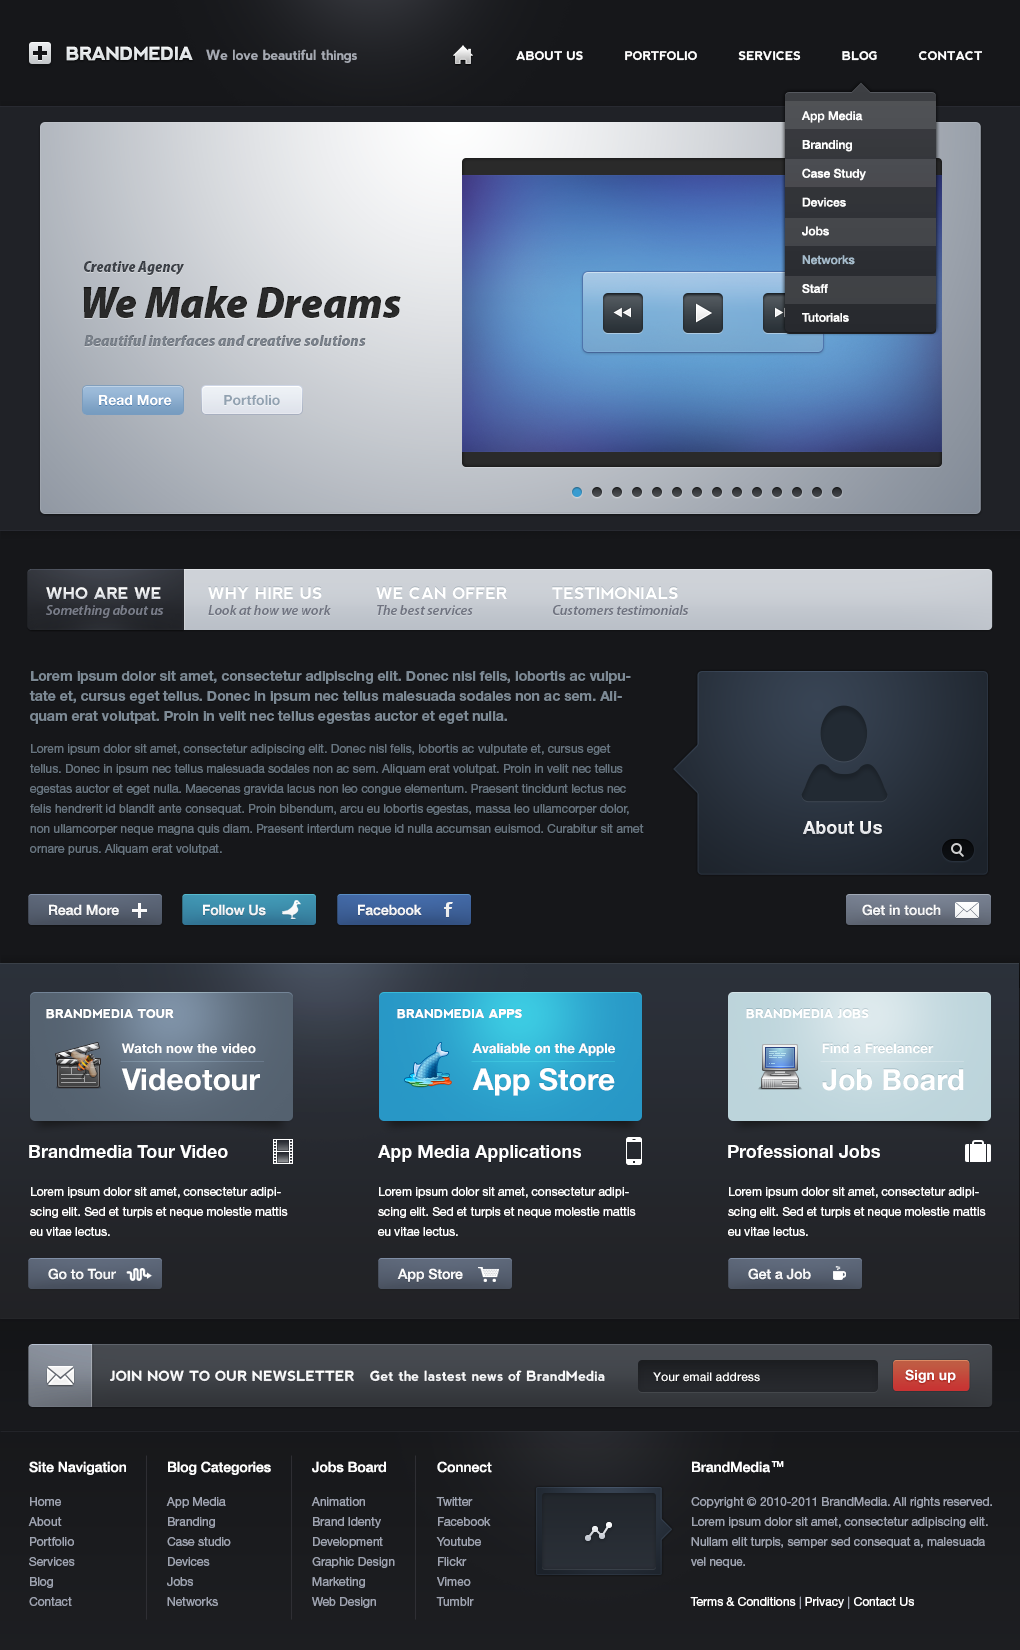 BRANDMEDIA We love beautiful things
ABOUT US PORTFOLIO SERVICES BLOG CONTACT
App Media
Branding
Case Study
Devices
Jobs
Networks
Staff
Tutorials
Creative Agency
We Make Dreams
Beautiful interfaces and creative solutions
Read More Portfolio
WHO ARE WE WHY HIRE US WE CAN OFFER TESTIMONIALS
Something about us Look at how we work The best services Customers testimonials
Lorem ipsum dolor sit amet, consectetur adipiscing elit. Donec nisl felis, lobortis ac vulpu-
tate et, cursus eget tellus. Donec in ipsum nec tellus malesuada sodales non ac sem. Ali-
quam erat volutpat. Proin in velit nec tellus egestas auctor et eget nulla.
Lorem ipsum dolor sit amet, consectetur adipiscing elit. Donec nisl felis, lobortis ac vulputate et, cursus eget
tellus. Donec in ipsum nec tellus malesuada sodales non ac sem. Aliquam erat volutpat. Proin in velit nec tellus
egestas auctor et eget nulla. Maecenas gravida lacus non leo congue elementum. Praesent tincidunt lectus nec
felis hendrerit id blandit ante consequat. Proin bibendum, arcu eu lobortis egestas, massa leo ullamcorper dolor,
non ullamcorper neque magna quis diam. Praesent interdum neque id nulla accumsan euismod. Curabitur sit amet
ornare purus. Aliquam erat volutpat.
About Us
Read More Follow Us Facebook f Get in touch
BRANDMEDIA TOUR
Watch now the video
Videotour
BRANDMEDIA APPS
Avaliable on the Apple
App Store
BRANDMEDIA JOBS
Find a Freelancer
Job Board
Brandmedia Tour Video
Lorem ipsum dolor sit amet, consectetur adipi-
scing elit. Sed et turpis et neque molestie mattis
eu vitae lectus.
Go to Tour
App Media Applications
Lorem ipsum dolor sit amet, consectetur adipi-
scing elit. Sed et turpis et neque molestie mattis
eu vitae lectus.
App Store
Professional Jobs
Lorem ipsum dolor sit amet, consectetur adipi-
scing elit. Sed et turpis et neque molestie mattis
eu vitae lectus.
Get a Job
JOIN NOW TO OUR NEWSLETTER Get the lastest news of BrandMedia Your email address Sign up
Site Navigation
Home
About
Portfolio
Services
Blog
Contact
Blog Categories
App Media
Branding
Case studio
Devices
Jobs
Networks
Jobs Board
Animation
Brand Identy
Development
Graphic Design
Marketing
Web Design
Connect
Twitter
Facebook
Youtube
Flickr
Vimeo
Tumblr
BrandMedia™
Copyright © 2010-2011 BrandMedia. All rights reserved.
Lorem ipsum dolor sit amet, consectetur adipiscing elit.
Nullam elit turpis, semper sed consequat a, malesuada
vel neque.
Terms & Conditions | Privacy | Contact Us